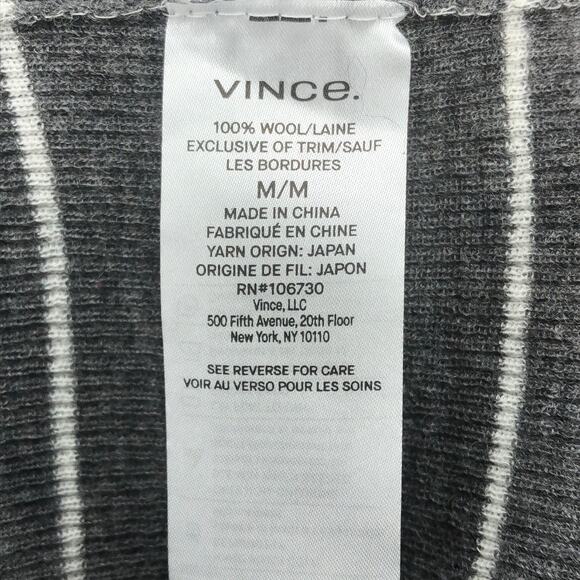 VINCE.
100% WOOL/LAINE
EXCLUSIVE OF TRIM/SAUF
LES BORDURES
M/M
MADE IN CHINA
FABRIQUÉ EN CHINE
YARN ORIGN: JAPAN
ORIGINE DE FIL: JAPON
RN#106730
Vince, LLC
500 Fifth Avenue, 20th Floor
New York, NY 10110
SEE REVERSE FOR CARE
VOIR AU VERSO POUR LES SOINS